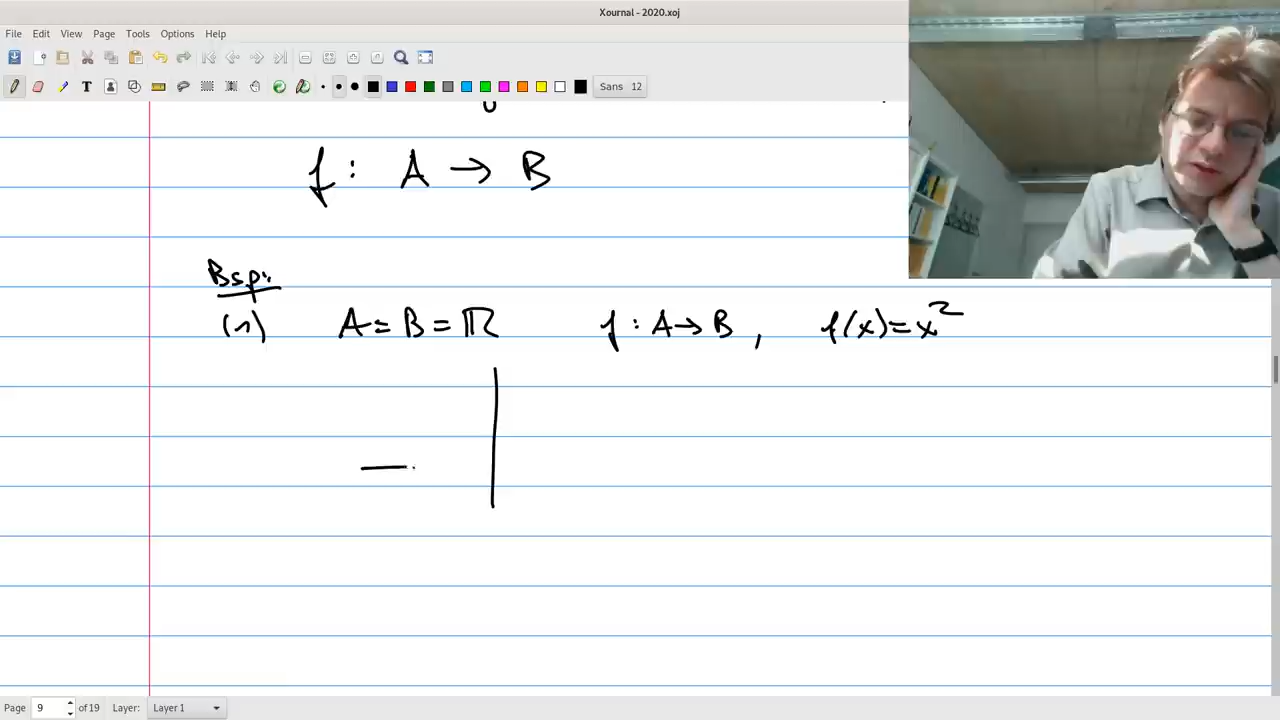 Xournal - 2020.xoj
File Edit View Page Tools Options Help
T Sans 12
f : A → B
Bsp:
(1) A = B = ℝ f : A → B , f(x) = x²
Page 9 of 19 Layer: Layer 1